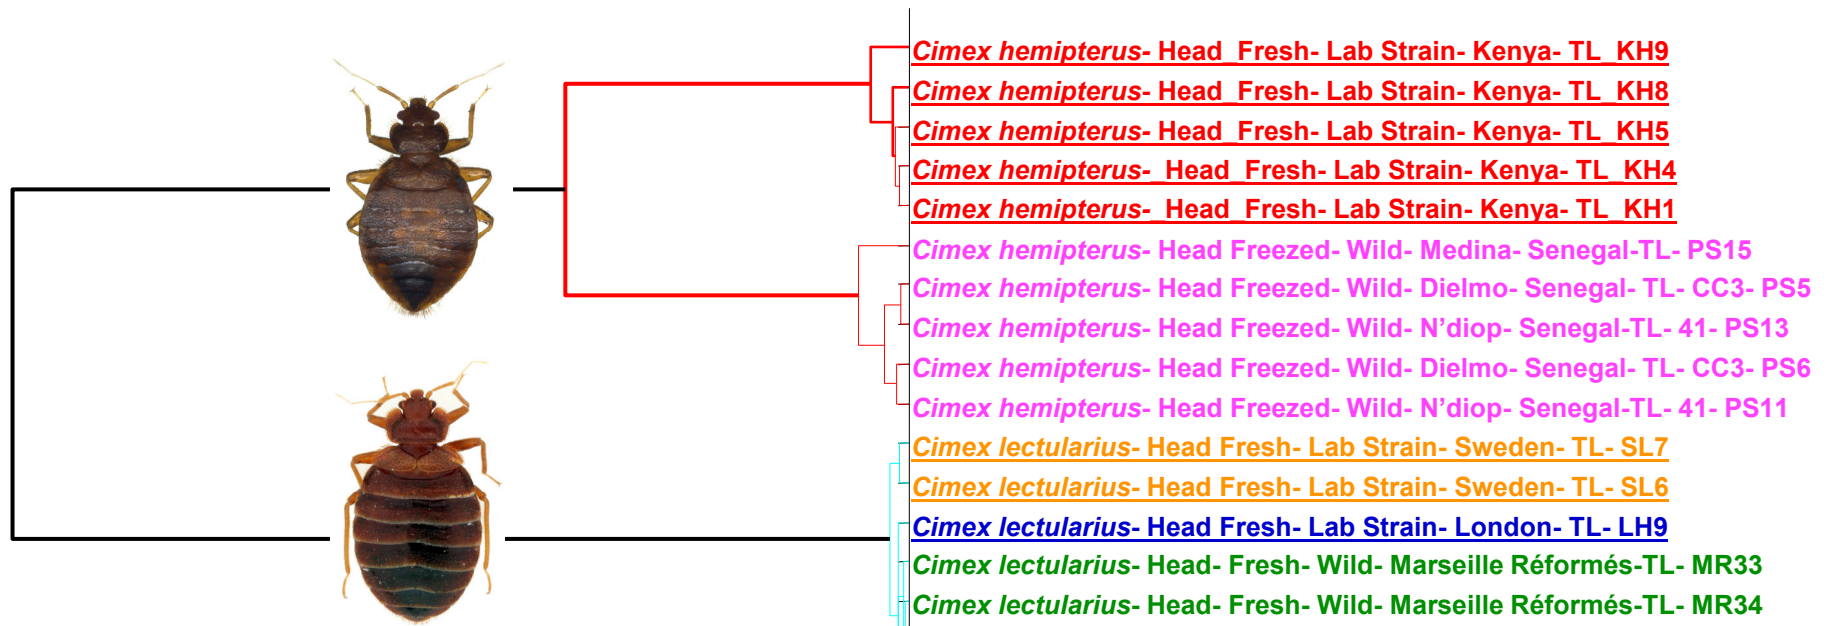 Cimex hemipterus- Head_Fresh- Lab Strain- Kenya- TL_KH9
Cimex hemipterus- Head_Fresh- Lab Strain- Kenya- TL_KH8
Cimex hemipterus- Head_Fresh- Lab Strain- Kenya- TL_KH5
Cimex hemipterus-_Head_Fresh- Lab Strain- Kenya- TL_KH4
Cimex hemipterus-_Head_Fresh- Lab Strain- Kenya- TL_KH1
Cimex hemipterus- Head Freezed- Wild- Medina- Senegal-TL- PS15
Cimex hemipterus- Head Freezed- Wild- Dielmo- Senegal- TL- CC3- PS5
Cimex hemipterus- Head Freezed- Wild- N’diop- Senegal-TL- 41- PS13
Cimex hemipterus- Head Freezed- Wild- Dielmo- Senegal- TL- CC3- PS6
Cimex hemipterus- Head Freezed- Wild- N’diop- Senegal-TL- 41- PS11
Cimex lectularius- Head Fresh- Lab Strain- Sweden- TL- SL7
Cimex lectularius- Head Fresh- Lab Strain- Sweden- TL- SL6
Cimex lectularius- Head Fresh- Lab Strain- London- TL- LH9
Cimex lectularius- Head- Fresh- Wild- Marseille Réformés-TL- MR33
Cimex lectularius- Head- Fresh- Wild- Marseille Réformés-TL- MR34